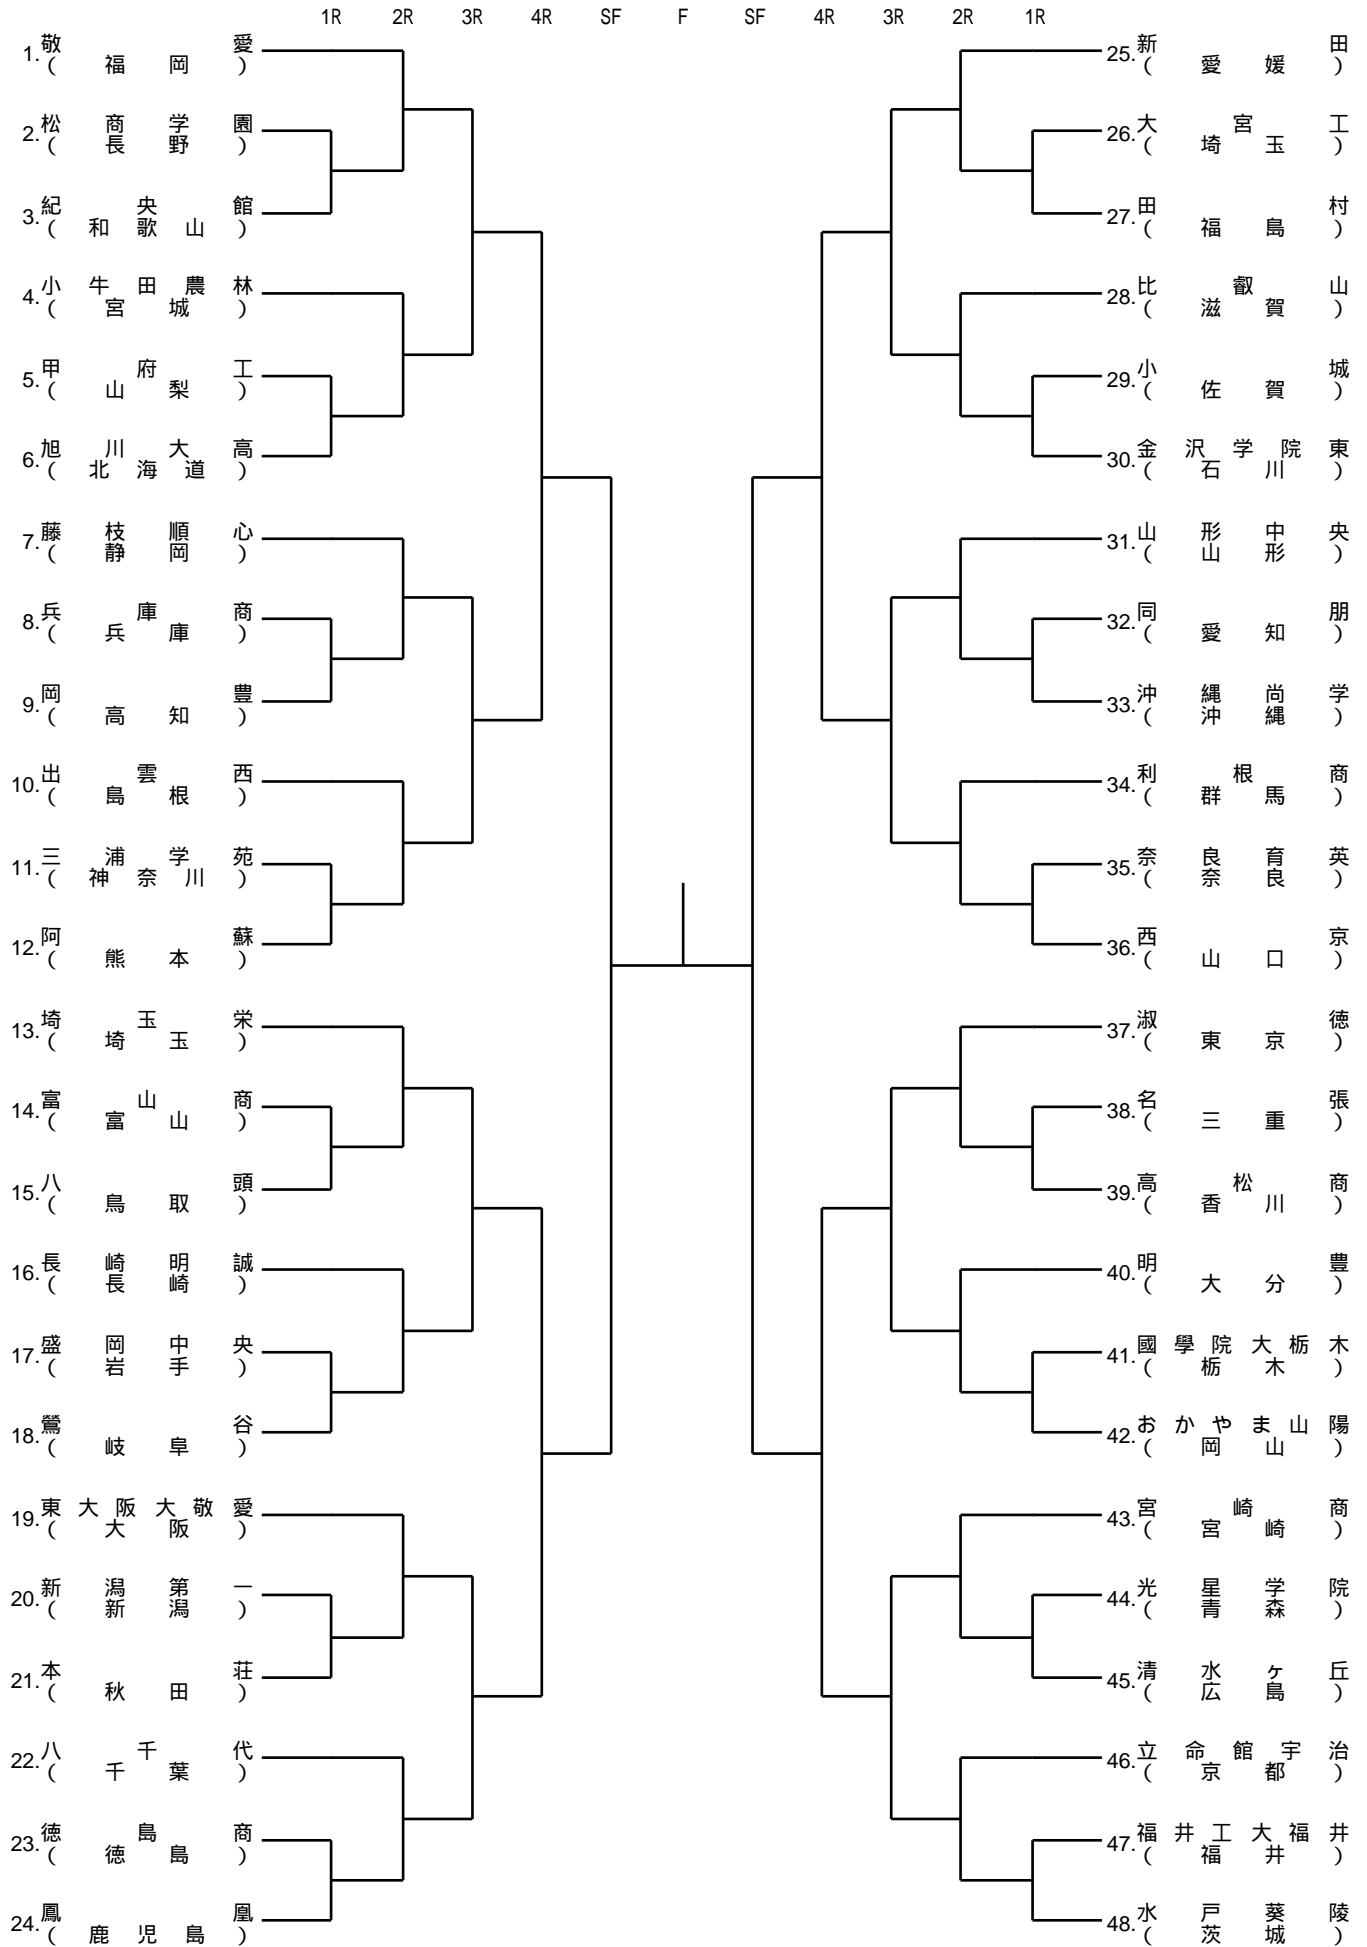 1R 2R 3R 4R SF F SF 4R 3R 2R 1R
1. 敬愛
(福岡)
2. 松商学園
(長野)
3. 紀央館
(和歌山)
4. 小牛田農林
(宮城)
5. 甲府工
(山梨)
6. 旭川大高
(北海道)
7. 藤枝順心
(静岡)
8. 兵庫商
(兵庫)
9. 岡豊
(高知)
10. 出雲西
(島根)
11. 三浦学苑
(神奈川)
12. 阿蘇
(熊本)
13. 埼玉栄
(埼玉)
14. 富山商
(富山)
15. 八頭
(鳥取)
16. 長崎明誠
(長崎)
17. 盛岡中央
(岩手)
18. 鶯谷
(岐阜)
19. 東大阪大敬愛
(大阪)
20. 新潟第一
(新潟)
21. 本荘
(秋田)
22. 八千代
(千葉)
23. 徳島商
(徳島)
24. 鳳凰
(鹿児島)
25. 新田
(愛媛)
26. 大宮工
(埼玉)
27. 田村
(福島)
28. 比叡山
(滋賀)
29. 小城
(佐賀)
30. 金沢学院東
(石川)
31. 山形中央
(山形)
32. 同朋
(愛知)
33. 沖縄尚学
(沖縄)
34. 利根商
(群馬)
35. 奈良育英
(奈良)
36. 西京
(山口)
37. 淑徳
(東京)
38. 名張
(三重)
39. 高松商
(香川)
40. 明豊
(大分)
41. 國學院大栃木
(栃木)
42. おかやま山陽
(岡山)
43. 宮崎商
(宮崎)
44. 光星学院
(青森)
45. 清水ヶ丘
(広島)
46. 立命館宇治
(京都)
47. 福井工大福井
(福井)
48. 水戸葵陵
(茨城)